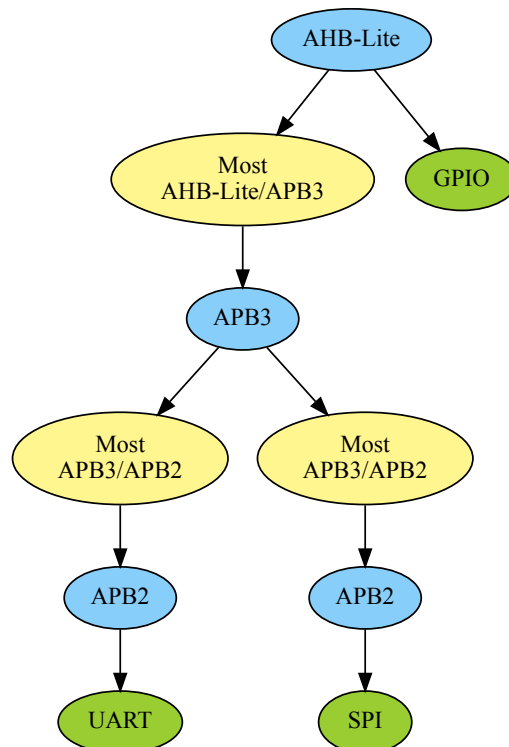 AHB-Lite
Most
AHB-Lite/APB3
GPIO
APB3
Most
APB3/APB2
Most
APB3/APB2
APB2
APB2
UART
SPI